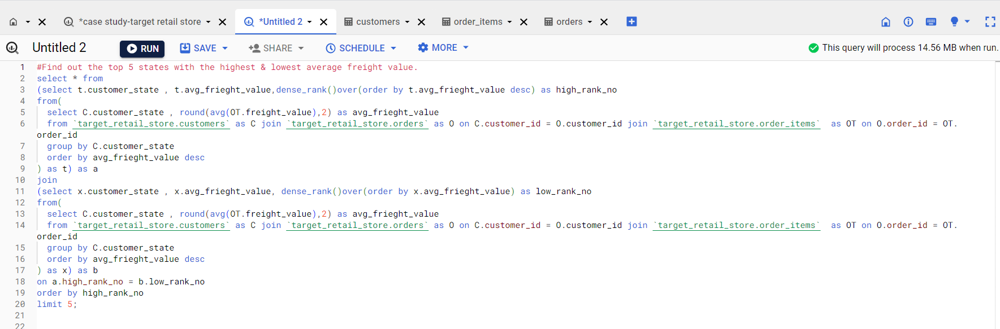 *case study-target retail store
*Untitled 2
customers
order_items
orders
Untitled 2
RUN
SAVE
SHARE
SCHEDULE
MORE
This query will process 14.56 MB when run.
1 #Find out the top 5 states with the highest & lowest average freight value.
2 select * from
3 (select t.customer_state , t.avg_frieght_value,dense_rank()over(order by t.avg_frieght_value desc) as high_rank_no
4 from(
5 select C.customer_state , round(avg(OT.freight_value),2) as avg_frieght_value
6 from `target_retail_store.customers` as C join `target_retail_store.orders` as O on C.customer_id = O.customer_id join `target_retail_store.order_items`  as OT on O.order_id = OT.
order_id
7 group by C.customer_state
8 order by avg_frieght_value desc
9 ) as t) as a
10 join
11 (select x.customer_state , x.avg_frieght_value, dense_rank()over(order by x.avg_frieght_value) as low_rank_no
12 from(
13 select C.customer_state , round(avg(OT.freight_value),2) as avg_frieght_value
14 from `target_retail_store.customers` as C join `target_retail_store.orders` as O on C.customer_id = O.customer_id join `target_retail_store.order_items`  as OT on O.order_id = OT.
order_id
15 group by C.customer_state
16 order by avg_frieght_value desc
17 ) as x) as b
18 on a.high_rank_no = b.low_rank_no
19 order by high_rank_no
20 limit 5;
21
22